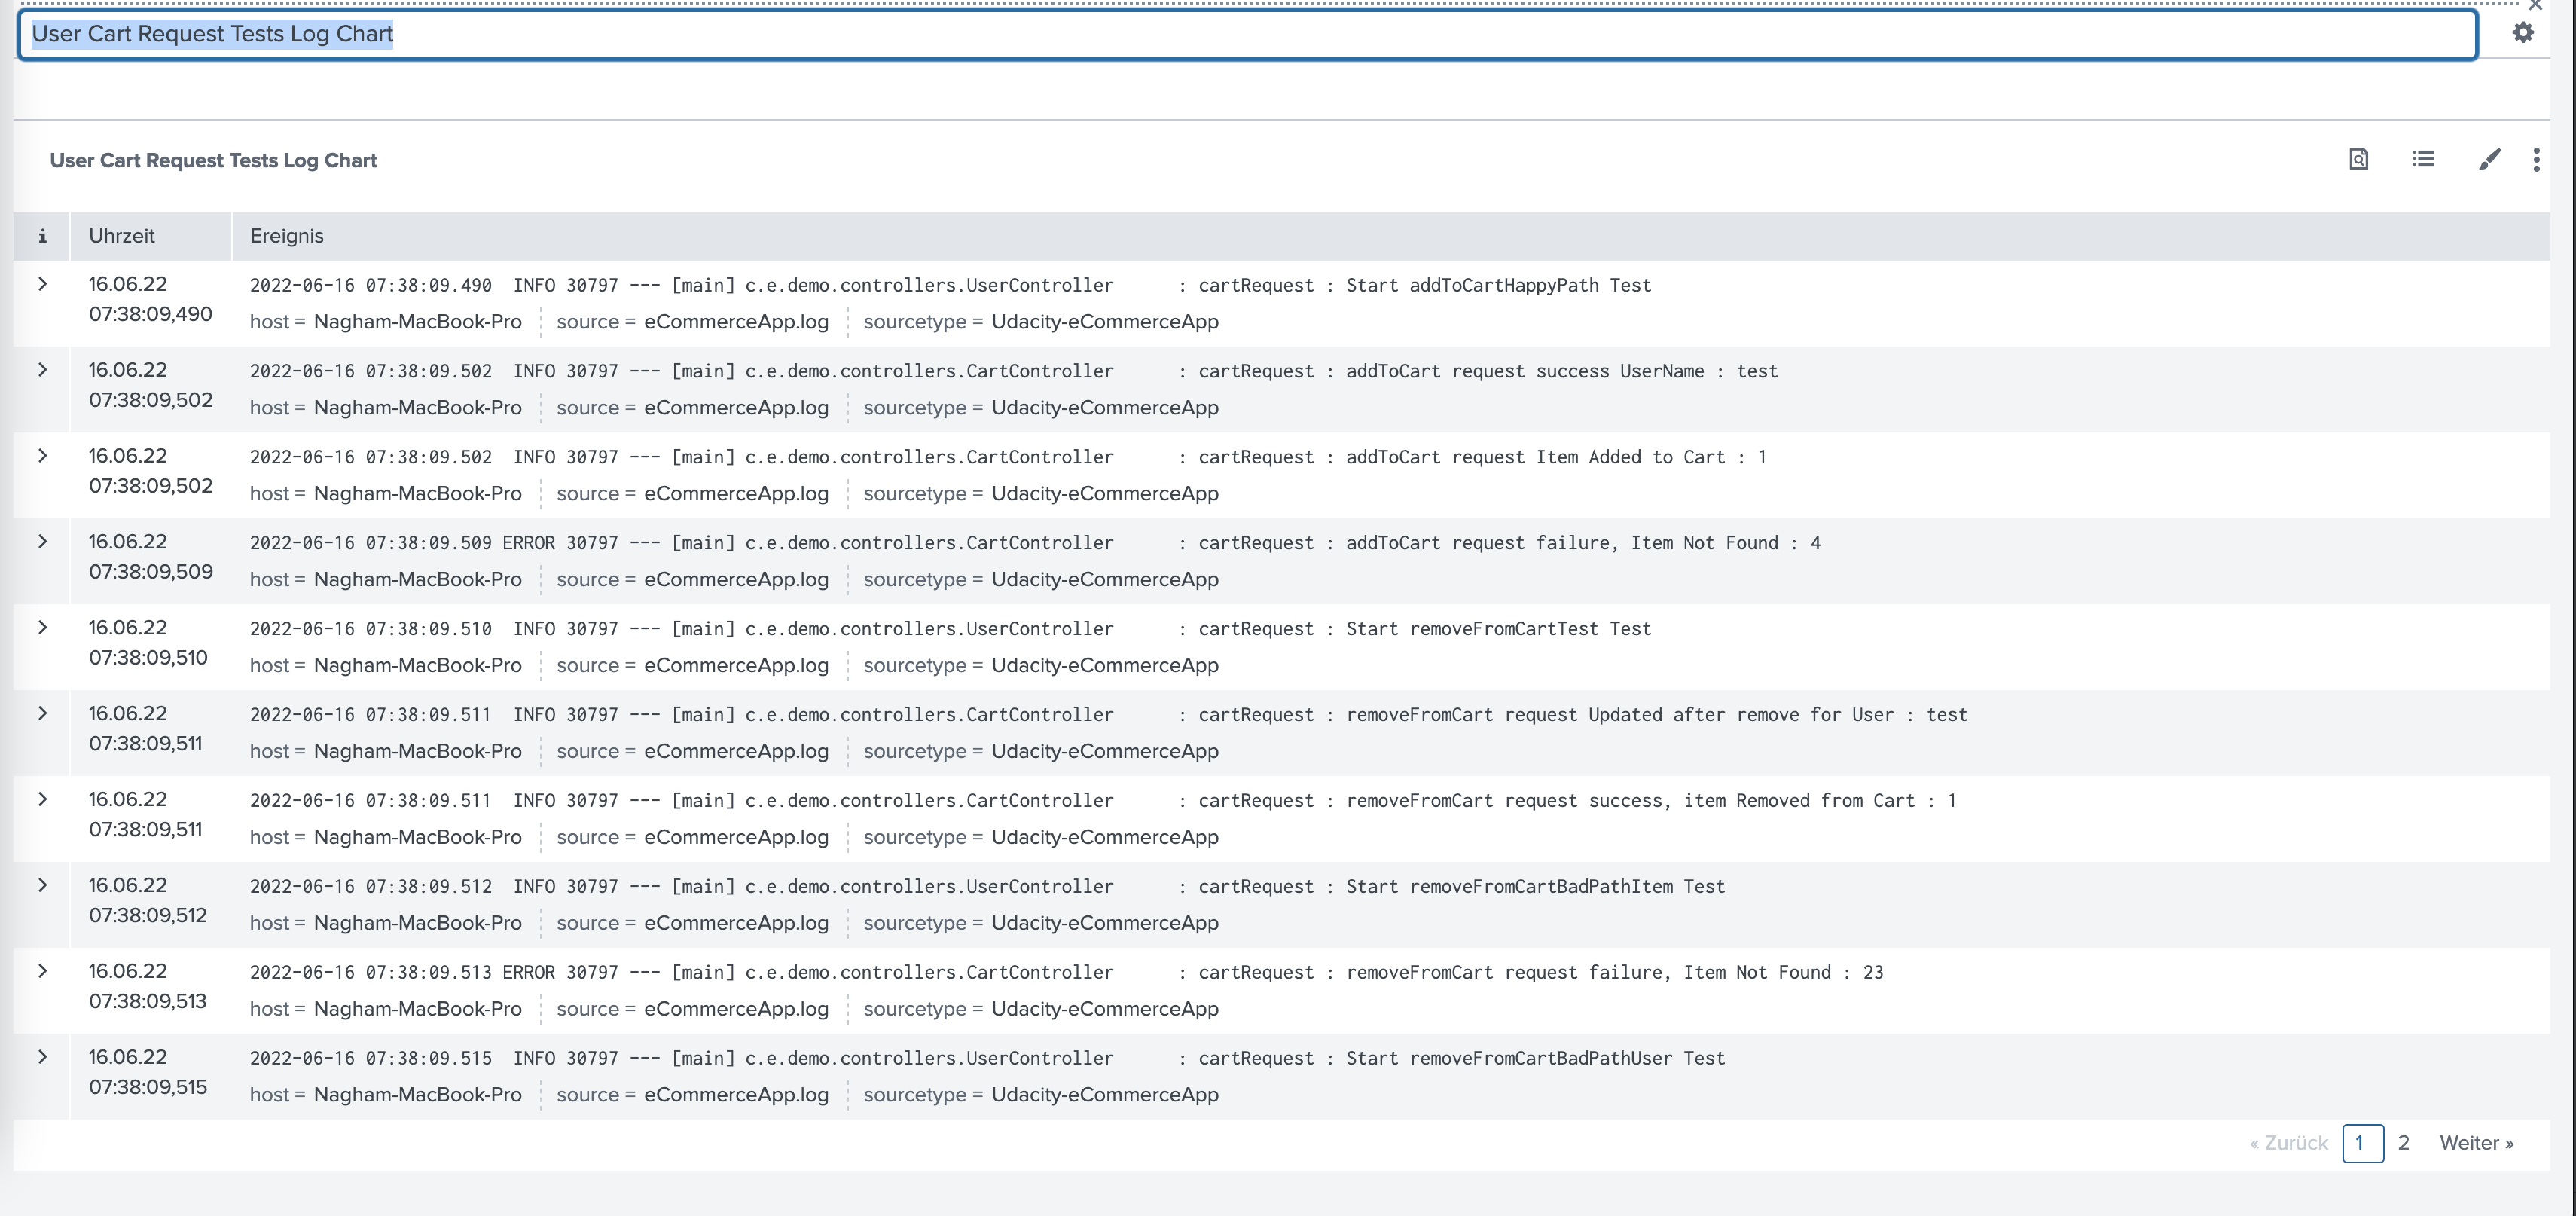 User Cart Request Tests Log Chart
User Cart Request Tests Log Chart
i Uhrzeit Ereignis
16.06.22 07:38:09,490 2022-06-16 07:38:09.490  INFO 30797 --- [main] c.e.demo.controllers.UserController : cartRequest : Start addToCartHappyPath Test
host = Nagham-MacBook-Pro source = eCommerceApp.log sourcetype = Udacity-eCommerceApp
16.06.22 07:38:09,502 2022-06-16 07:38:09.502  INFO 30797 --- [main] c.e.demo.controllers.CartController : cartRequest : addToCart request success UserName : test
host = Nagham-MacBook-Pro source = eCommerceApp.log sourcetype = Udacity-eCommerceApp
16.06.22 07:38:09,502 2022-06-16 07:38:09.502  INFO 30797 --- [main] c.e.demo.controllers.CartController : cartRequest : addToCart request Item Added to Cart : 1
host = Nagham-MacBook-Pro source = eCommerceApp.log sourcetype = Udacity-eCommerceApp
16.06.22 07:38:09,509 2022-06-16 07:38:09.509 ERROR 30797 --- [main] c.e.demo.controllers.CartController : cartRequest : addToCart request failure, Item Not Found : 4
host = Nagham-MacBook-Pro source = eCommerceApp.log sourcetype = Udacity-eCommerceApp
16.06.22 07:38:09,510 2022-06-16 07:38:09.510  INFO 30797 --- [main] c.e.demo.controllers.UserController : cartRequest : Start removeFromCartTest Test
host = Nagham-MacBook-Pro source = eCommerceApp.log sourcetype = Udacity-eCommerceApp
16.06.22 07:38:09,511 2022-06-16 07:38:09.511  INFO 30797 --- [main] c.e.demo.controllers.CartController : cartRequest : removeFromCart request Updated after remove for User : test
host = Nagham-MacBook-Pro source = eCommerceApp.log sourcetype = Udacity-eCommerceApp
16.06.22 07:38:09,511 2022-06-16 07:38:09.511  INFO 30797 --- [main] c.e.demo.controllers.CartController : cartRequest : removeFromCart request success, item Removed from Cart : 1
host = Nagham-MacBook-Pro source = eCommerceApp.log sourcetype = Udacity-eCommerceApp
16.06.22 07:38:09,512 2022-06-16 07:38:09.512  INFO 30797 --- [main] c.e.demo.controllers.UserController : cartRequest : Start removeFromCartBadPathItem Test
host = Nagham-MacBook-Pro source = eCommerceApp.log sourcetype = Udacity-eCommerceApp
16.06.22 07:38:09,513 2022-06-16 07:38:09.513 ERROR 30797 --- [main] c.e.demo.controllers.CartController : cartRequest : removeFromCart request failure, Item Not Found : 23
host = Nagham-MacBook-Pro source = eCommerceApp.log sourcetype = Udacity-eCommerceApp
16.06.22 07:38:09,515 2022-06-16 07:38:09.515  INFO 30797 --- [main] c.e.demo.controllers.UserController : cartRequest : Start removeFromCartBadPathUser Test
host = Nagham-MacBook-Pro source = eCommerceApp.log sourcetype = Udacity-eCommerceApp
« Zurück 1 2 Weiter »